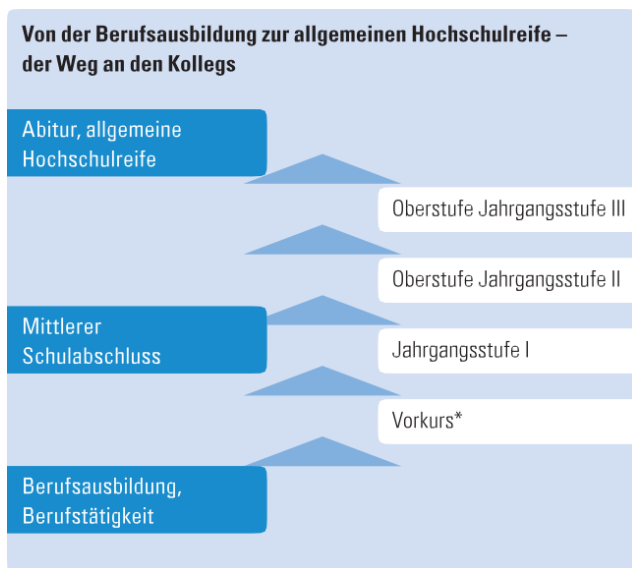 Von der Berufsausbildung zur allgemeinen Hochschulreife –
der Weg an den Kollegs
Abitur, allgemeine
Hochschulreife
Oberstufe Jahrgangsstufe III
Oberstufe Jahrgangsstufe II
Mittlerer
Schulabschluss
Jahrgangsstufe I
Vorkurs*
Berufsausbildung,
Berufstätigkeit